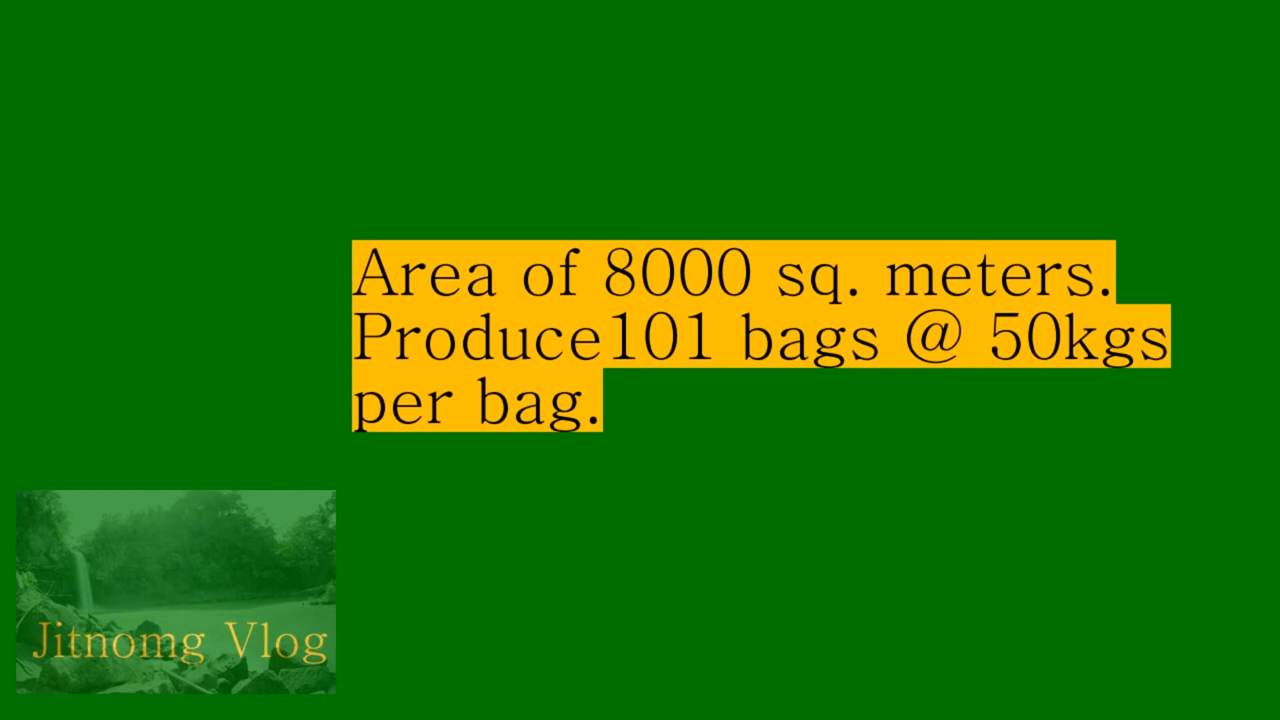 Area of 8000 sq. meters.
Produce101 bags @ 50kgs
per bag.
Jitnomg Vlog